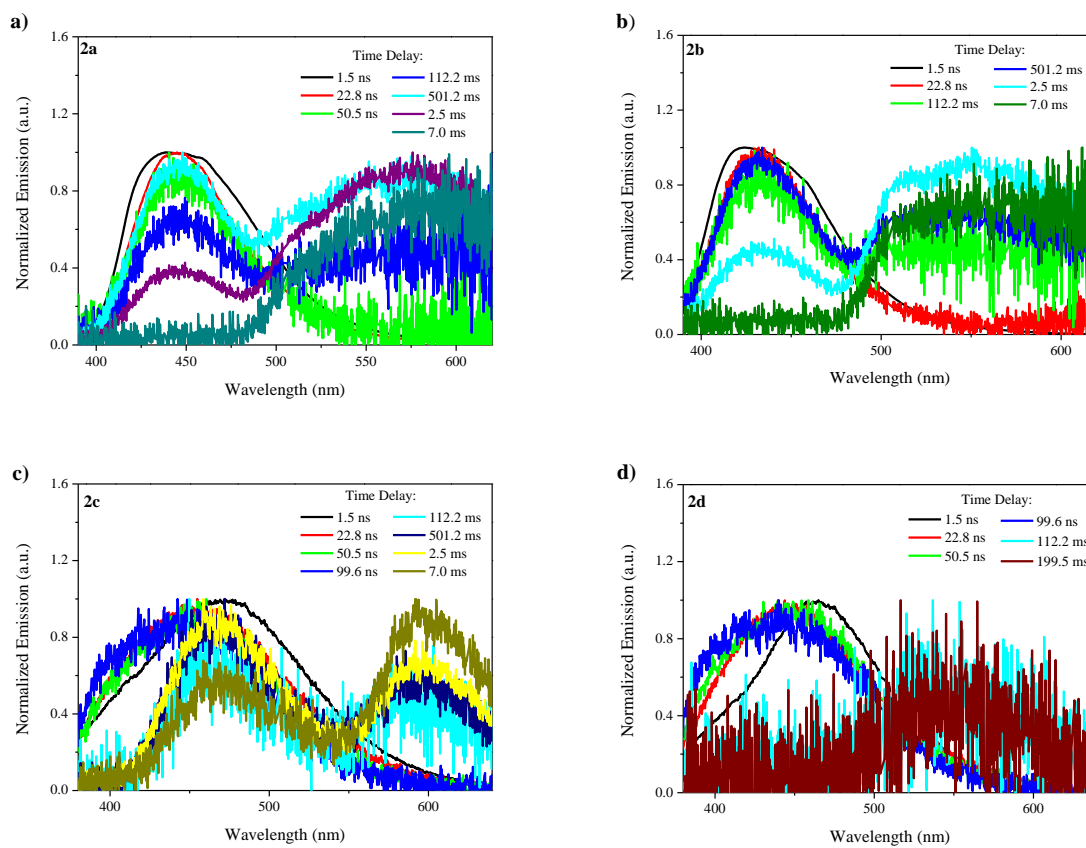 a)
2a
Time Delay:
1.5 ns 112.2 ms
22.8 ns 501.2 ms
50.5 ns 2.5 ms
7.0 ms
1.6
1.2
0.8
0.4
0.0
Normalized Emission (a.u.)
400 450 500 550 600
Wavelength (nm)
b)
2b
Time Delay:
1.5 ns 501.2 ms
22.8 ns 2.5 ms
112.2 ms 7.0 ms
1.6
1.2
0.8
0.4
0.0
Normalized Emission (a.u.)
400 500 600
Wavelength (nm)
c)
2c
Time Delay:
1.5 ns 112.2 ms
22.8 ns 501.2 ms
50.5 ns 2.5 ms
99.6 ns 7.0 ms
1.6
1.2
0.8
0.4
0.0
Normalized Emission (a.u.)
400 500 600
Wavelength (nm)
d)
2d
Time Delay:
1.5 ns 99.6 ns
22.8 ns 112.2 ms
50.5 ns 199.5 ms
1.6
1.2
0.8
0.4
0.0
Normalized Emission (a.u.)
400 500 600
Wavelength (nm)